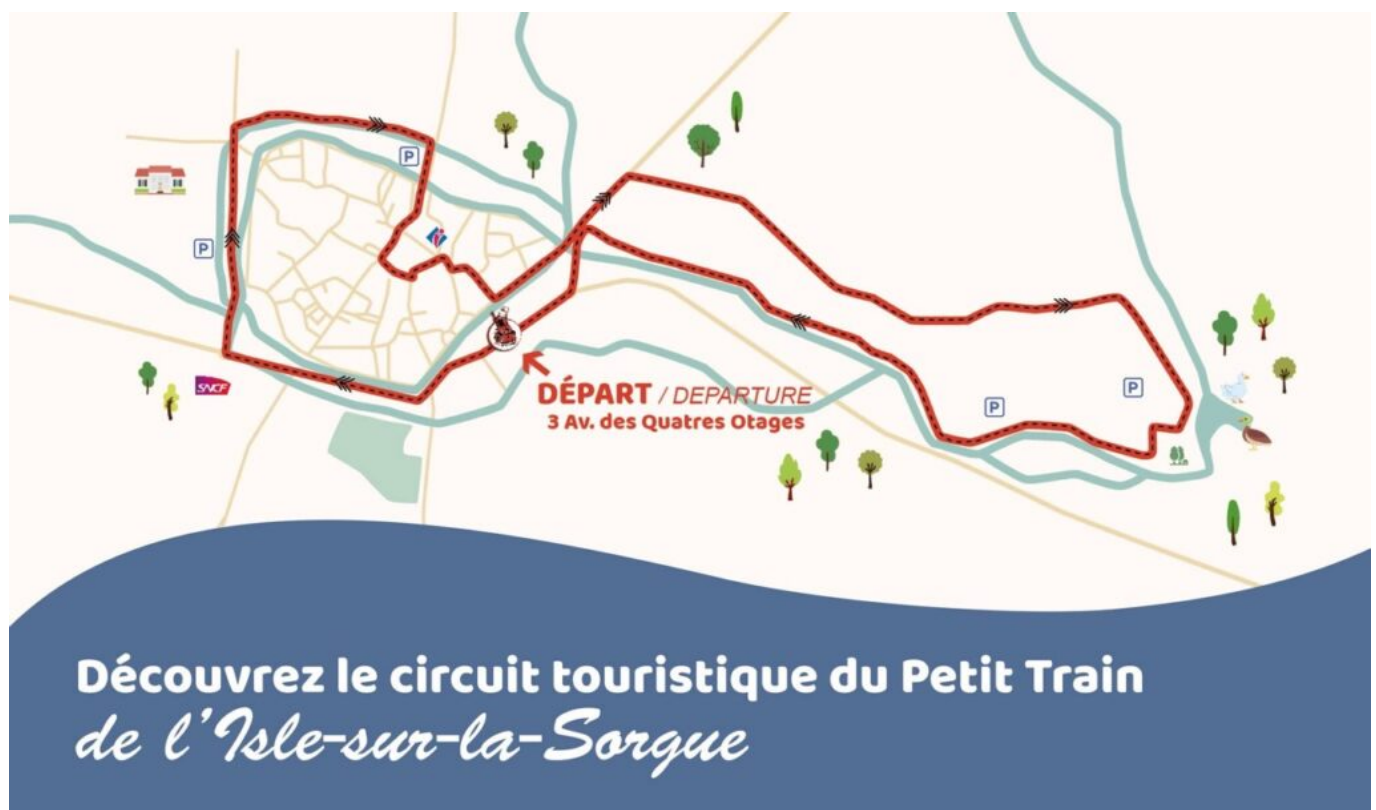 P
P
SNCF
DÉPART / DEPARTURE
3 Av. des Quatres Otages
P
P
Découvrez le circuit touristique du Petit Train
de l'Isle-sur-la-Sorgue